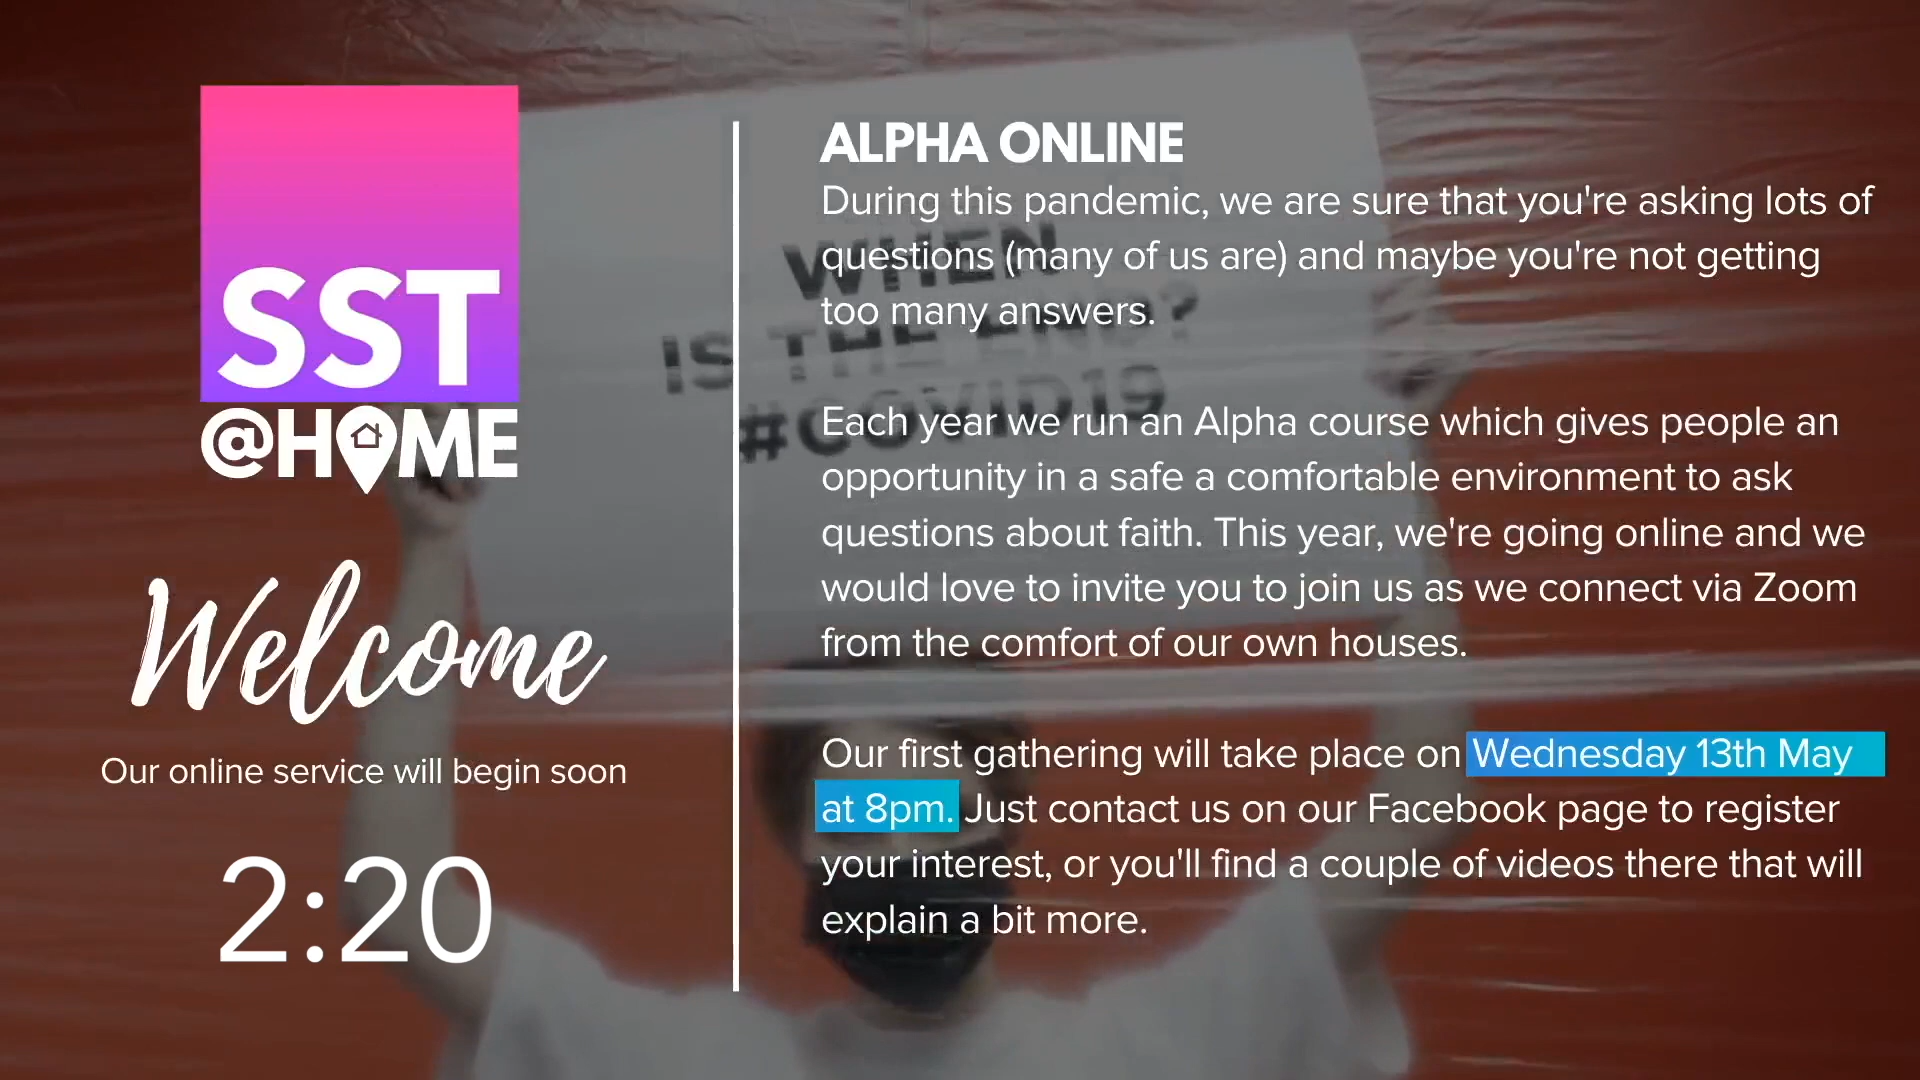 SST
@HOME
Welcome
Our online service will begin soon
2:20
ALPHA ONLINE
During this pandemic, we are sure that you're asking lots of
questions (many of us are) and maybe you're not getting
too many answers.
Each year we run an Alpha course which gives people an
opportunity in a safe a comfortable environment to ask
questions about faith. This year, we're going online and we
would love to invite you to join us as we connect via Zoom
from the comfort of our own houses.
Our first gathering will take place on Wednesday 13th May
at 8pm. Just contact us on our Facebook page to register
your interest, or you'll find a couple of videos there that will
explain a bit more.
WHEN
IS THE END?
#COVID19